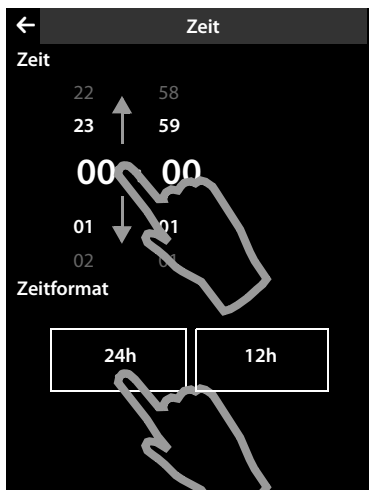 Zeit
Zeit
22 58
23 59
00 00
01 01
02 01
Zeitformat
24h 12h